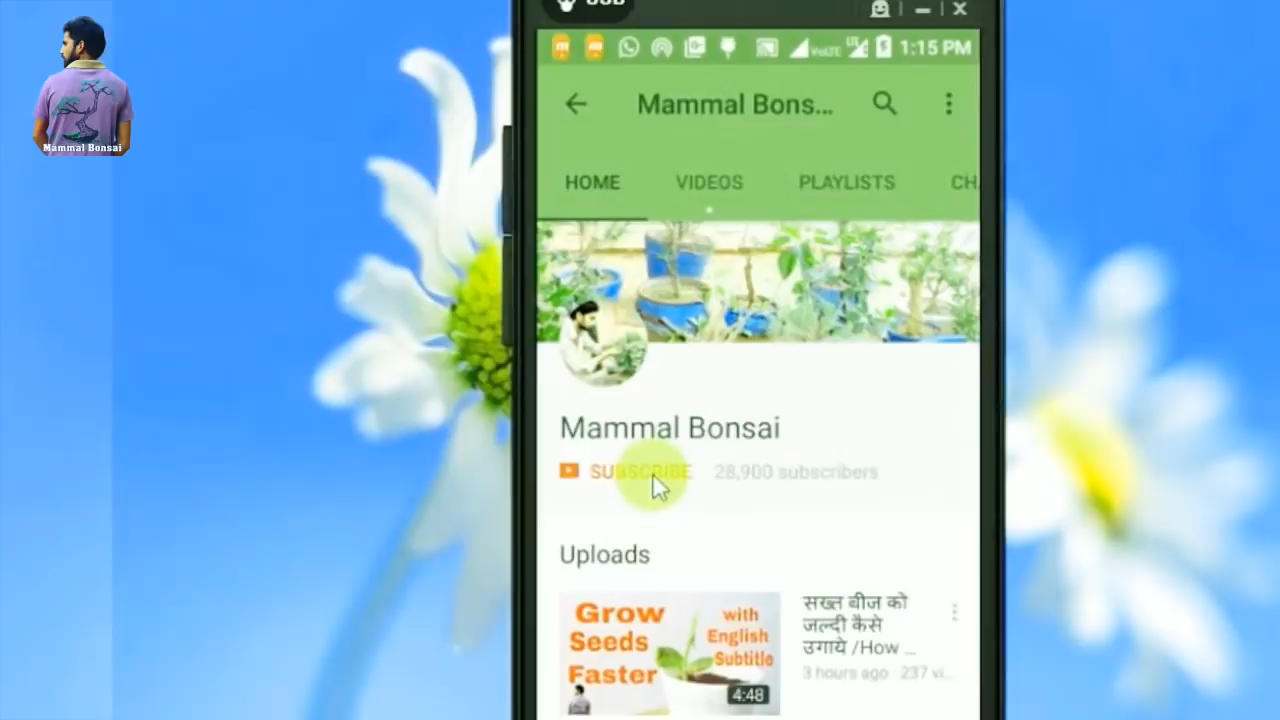 Mammal Bonsai
1:15 PM
Mammal Bons...
HOME
VIDEOS
PLAYLISTS
CH
Mammal Bonsai
SUBSCRIBE
28,900 subscribers
Uploads
Grow
Seeds
Faster
with
English
Subtitle
4:48
सख्त बीज को
जल्दी कैसे
उगाये /How ...
3 hours ago · 237 vi...